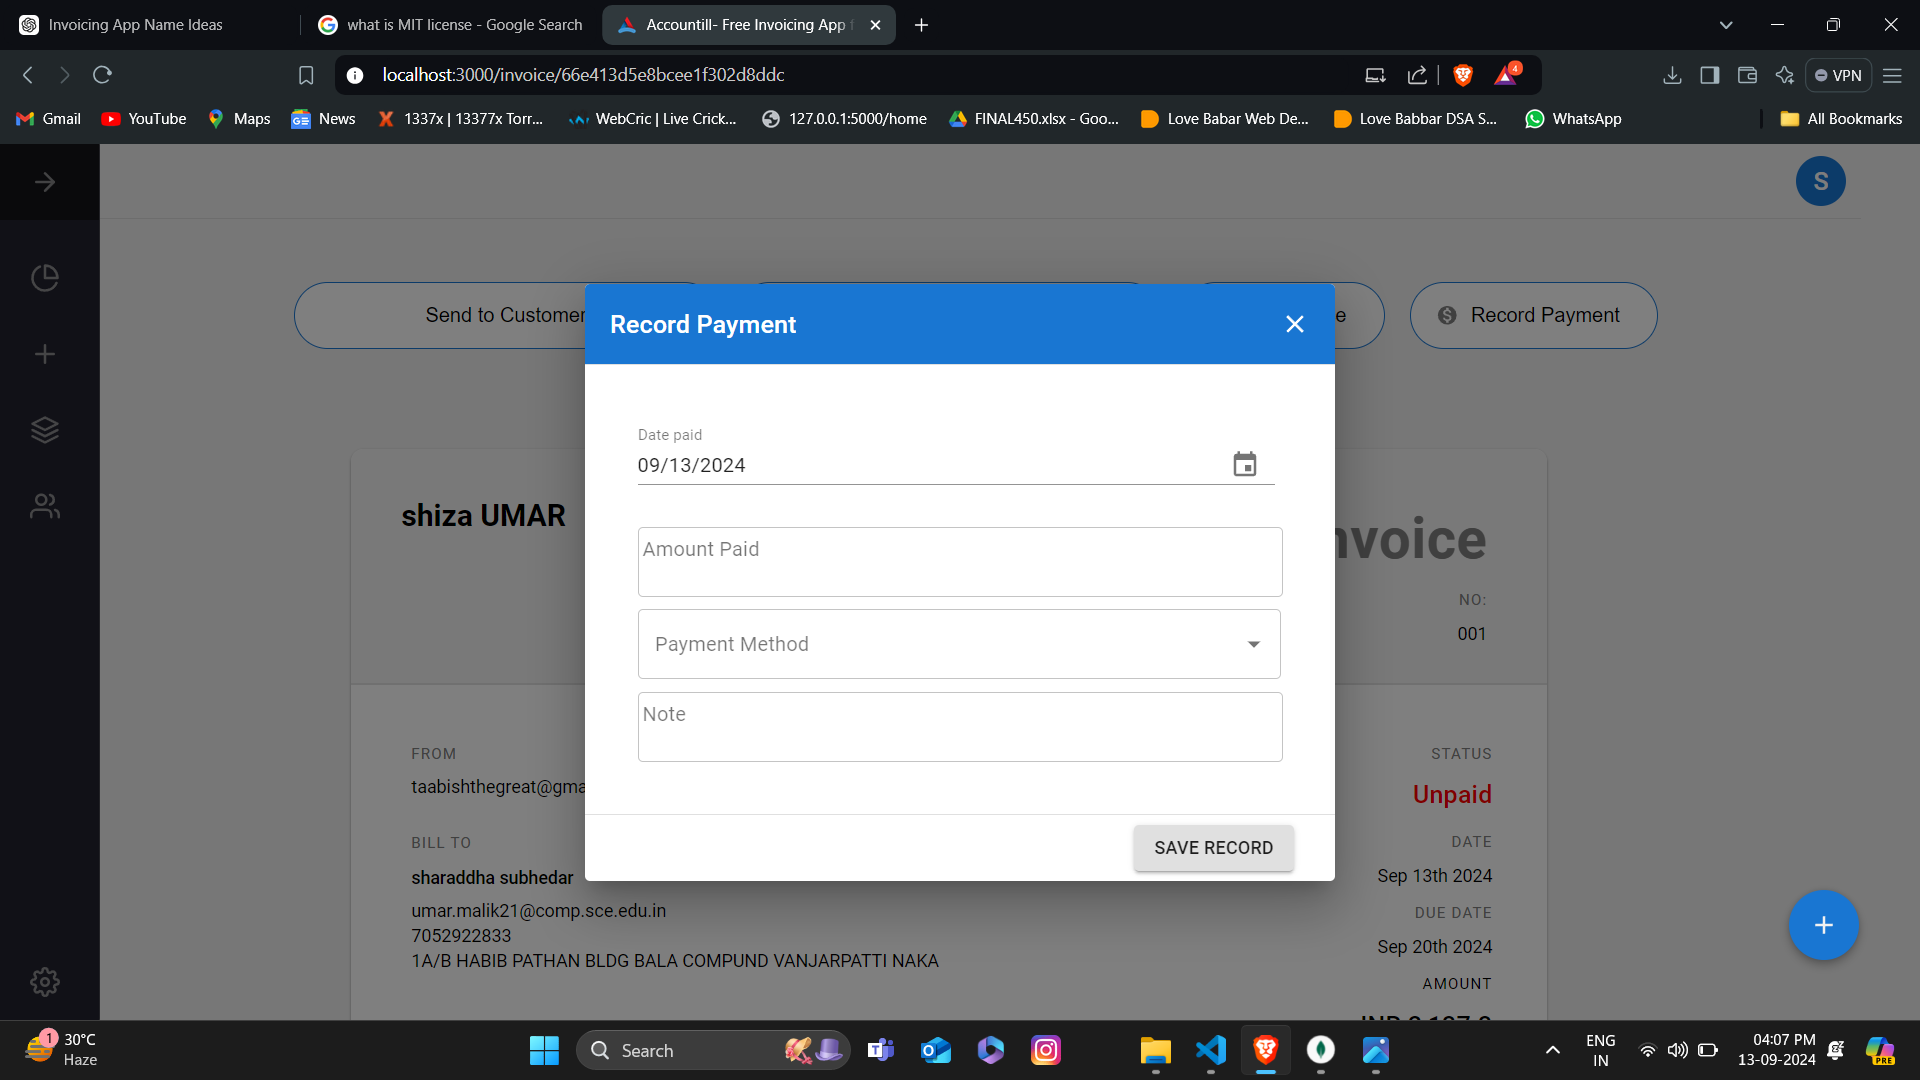 Invoicing App Name Ideas
what is MIT license - Google Search
Accountill- Free Invoicing App
localhost:3000/invoice/66e413d5e8bcee1f302d8ddc
4
VPN
Gmail
YouTube
Maps
News
1337x | 13377x Torr...
WebCric | Live Crick...
127.0.0.1:5000/home
FINAL450.xlsx - Goo...
Love Babar Web De...
Love Babbar DSA S...
WhatsApp
All Bookmarks
S
Send to Customer
e
Record Payment
Record Payment
Date paid
09/13/2024
Amount Paid
Payment Method
Note
SAVE RECORD
shiza UMAR
nvoice
NO:
001
FROM
taabishthegreat@gma
STATUS
Unpaid
BILL TO
DATE
sharaddha subhedar
Sep 13th 2024
umar.malik21@comp.sce.edu.in
DUE DATE
7052922833
Sep 20th 2024
1A/B HABIB PATHAN BLDG BALA COMPUND VANJARPATTI NAKA
AMOUNT
1
30°C
Haze
Search
ENG
IN
04:07 PM
13-09-2024
PRE